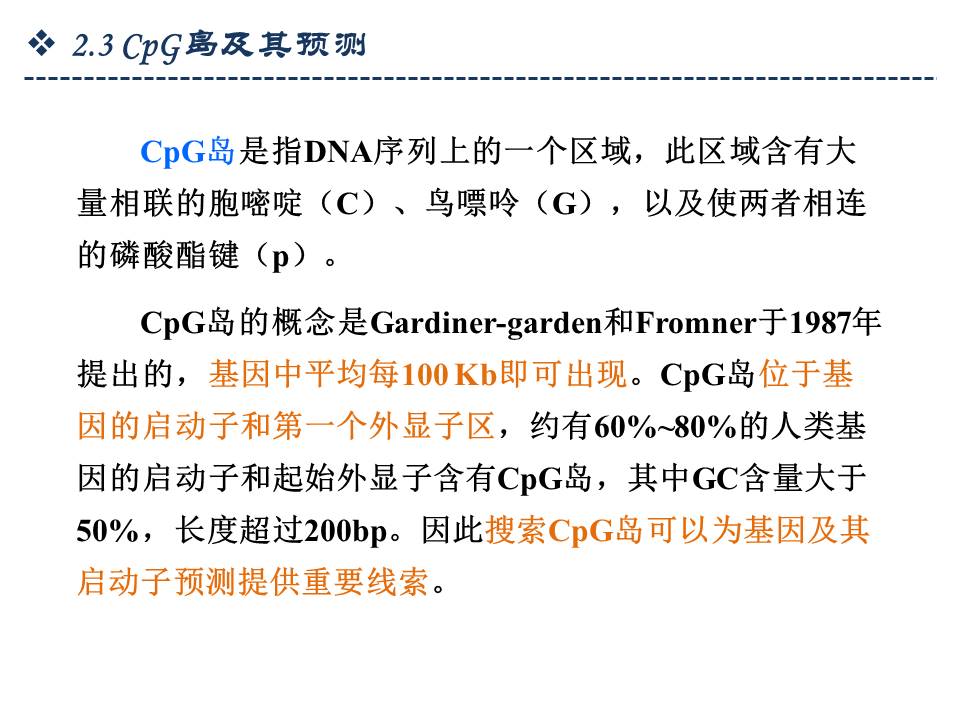 ❖ 2.3 CpG岛及其预测
CpG岛是指DNA序列上的一个区域，此区域含有大
量相联的胞嘧啶（C）、鸟嘌呤（G），以及使两者相连
的磷酸酯键（p）。
CpG岛的概念是Gardiner-garden和Fromner于1987年
提出的，基因中平均每100 Kb即可出现。CpG岛位于基
因的启动子和第一个外显子区，约有60%~80%的人类基
因的启动子和起始外显子含有CpG岛，其中GC含量大于
50%，长度超过200bp。因此搜索CpG岛可以为基因及其
启动子预测提供重要线索。